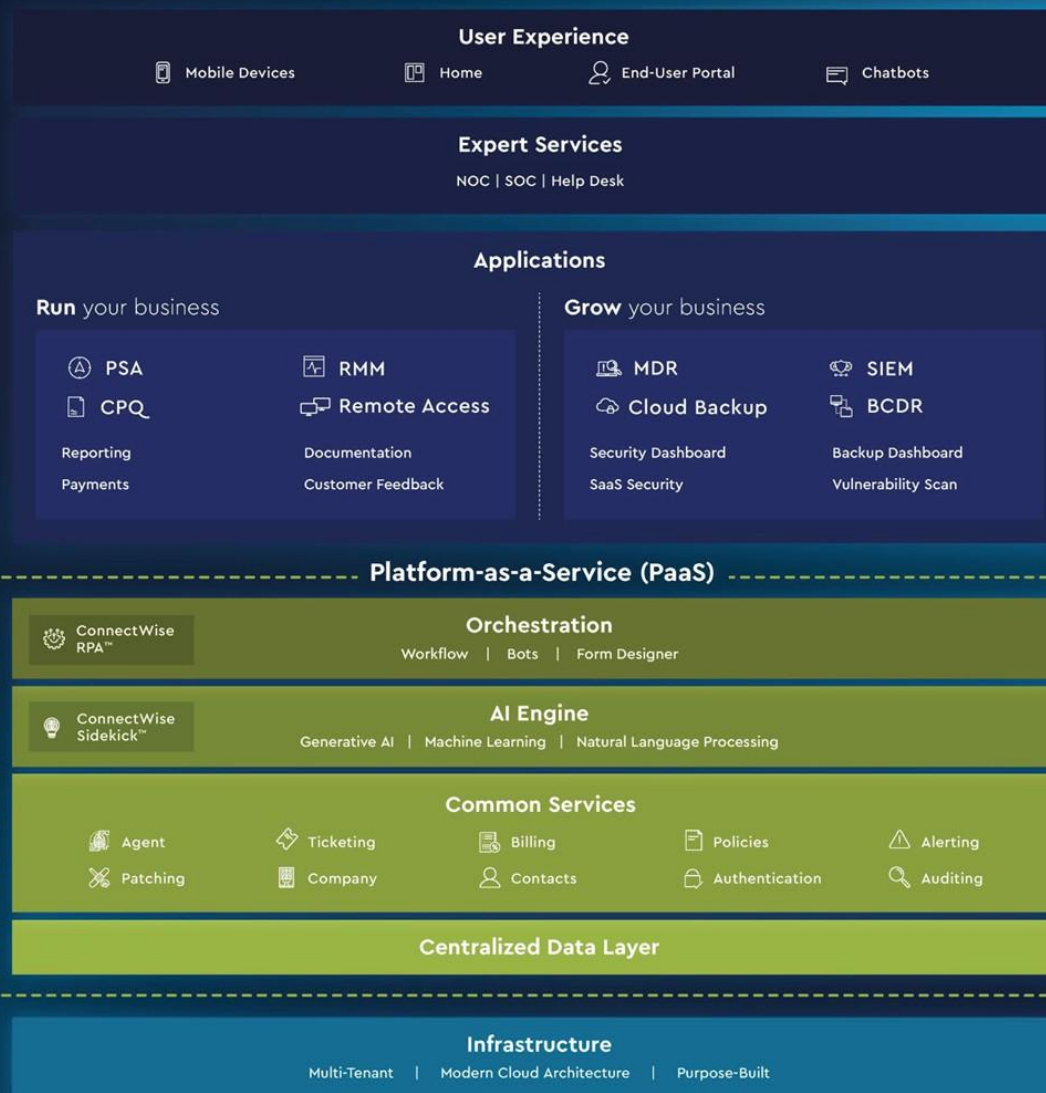 User Experience
Mobile Devices Home End-User Portal Chatbots
Expert Services
NOC | SOC | Help Desk
Applications
Run your business
PSA RMM
CPQ Remote Access
Reporting Documentation
Payments Customer Feedback
Grow your business
MDR SIEM
Cloud Backup BCDR
Security Dashboard Backup Dashboard
SaaS Security Vulnerability Scan
Platform-as-a-Service (PaaS)
ConnectWise
RPA™
Orchestration
Workflow | Bots | Form Designer
ConnectWise
Sidekick™
AI Engine
Generative AI | Machine Learning | Natural Language Processing
Common Services
Agent Ticketing Billing Policies Alerting
Patching Company Contacts Authentication Auditing
Centralized Data Layer
Infrastructure
Multi-Tenant | Modern Cloud Architecture | Purpose-Built